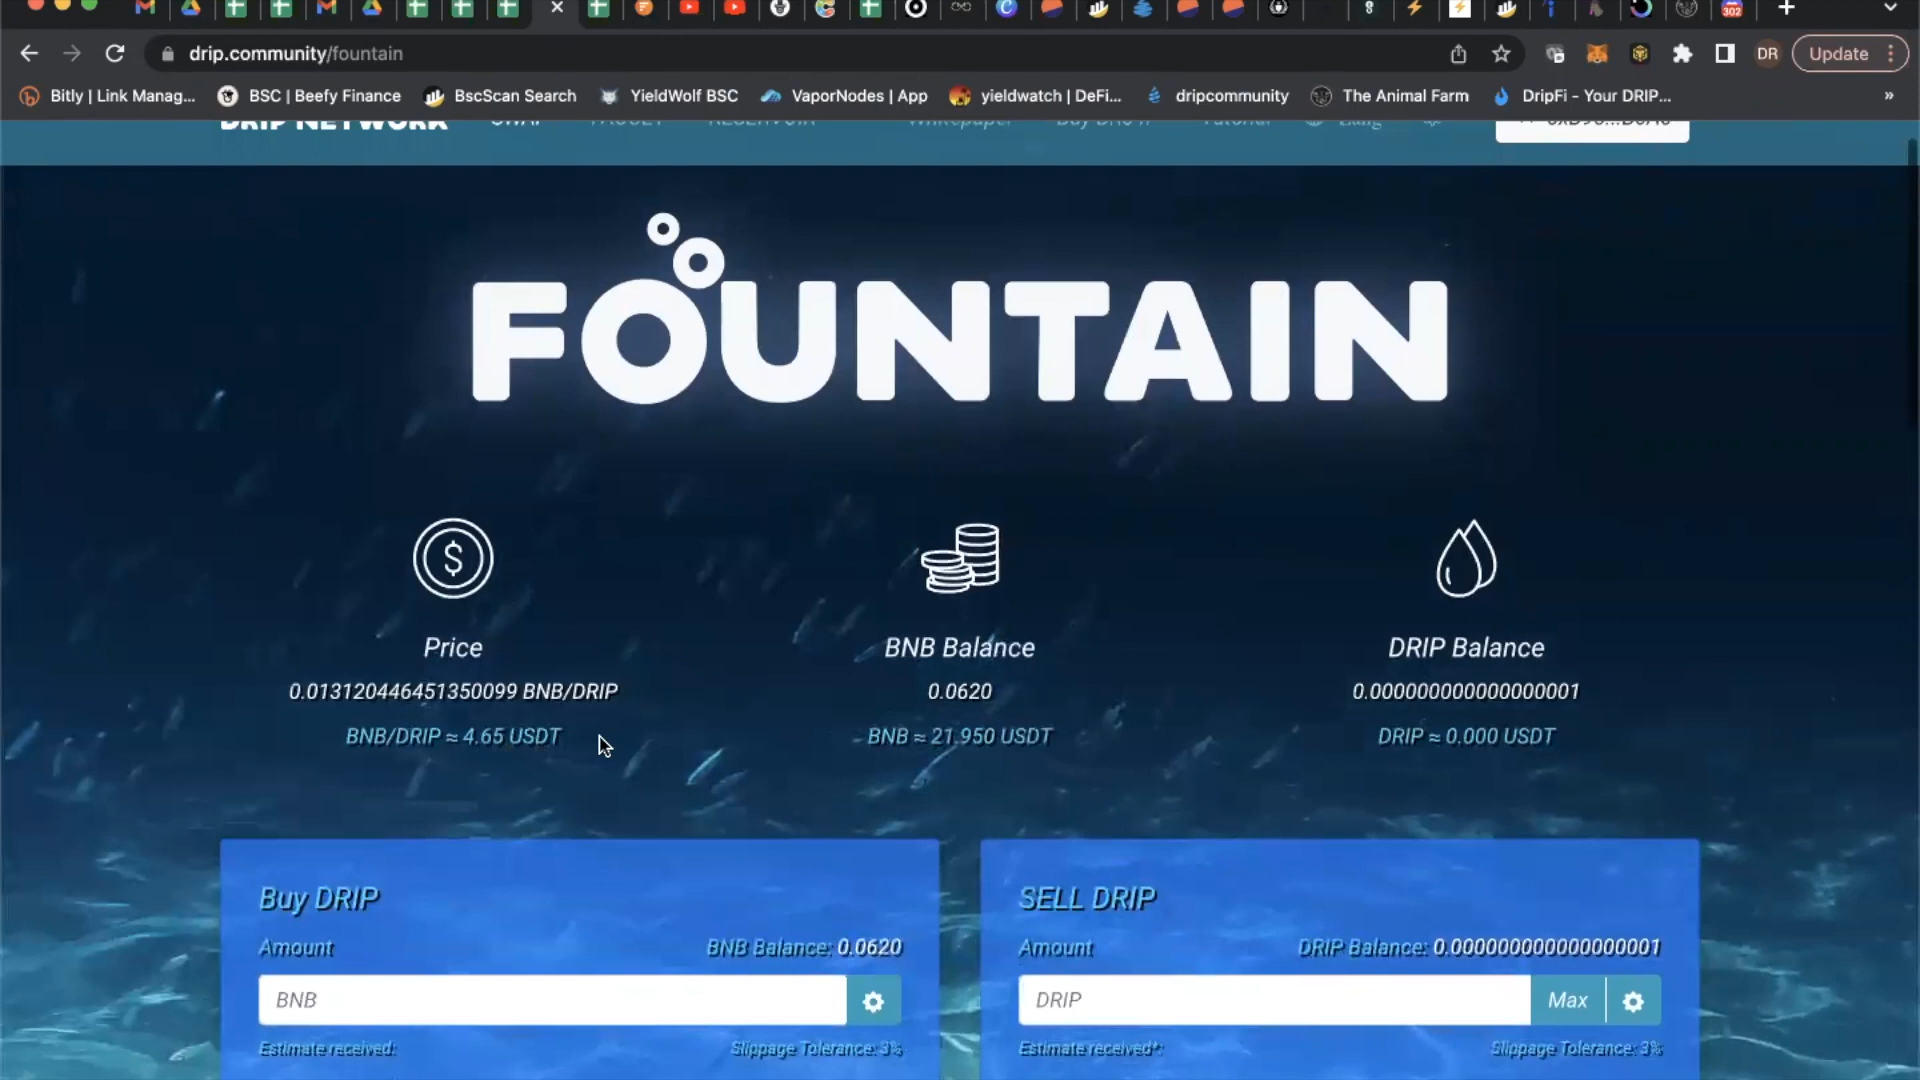 302
drip.community/fountain
DR
Update
Bitly | Link Manag...
BSC | Beefy Finance
BscScan Search
YieldWolf BSC
VaporNodes | App
yieldwatch | DeFi...
dripcommunity
The Animal Farm
DripFi - Your DRIP...
»
DRIP NETWORK
FOUNTAIN
Price
BNB Balance
DRIP Balance
0.013120446451350099 BNB/DRIP
0.0620
0.000000000000000001
BNB/DRIP ≈ 4.65 USDT
BNB ≈ 21.950 USDT
DRIP ≈ 0.000 USDT
Buy DRIP
Amount
BNB Balance: 0.0620
BNB
Estimate received:
Slippage Tolerance: 3%
SELL DRIP
Amount
DRIP Balance: 0.000000000000000001
DRIP
Max
Estimate received*:
Slippage Tolerance: 3%